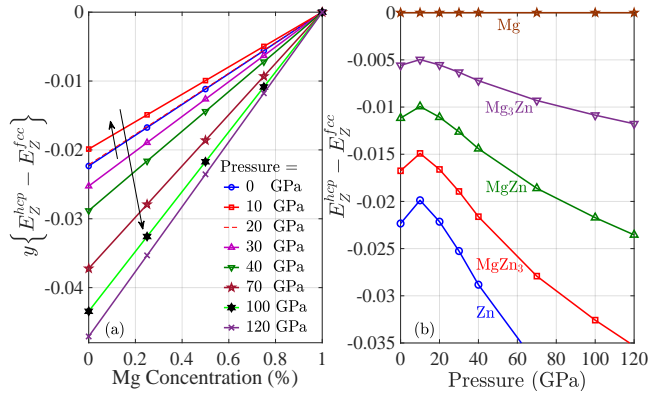 0
-0.01
-0.02
-0.03
-0.04
y{E_Z^{hcp} − E_Z^{fcc}}
0 0.2 0.4 0.6 0.8 1
Mg Concentration (%)
(a)
Pressure =
0 GPa
10 GPa
20 GPa
30 GPa
40 GPa
70 GPa
100 GPa
120 GPa
0
-0.005
-0.01
-0.015
-0.02
-0.025
-0.03
-0.035
E_Z^{hcp} − E_Z^{fcc}
Mg
Mg₃Zn
MgZn
MgZn₃
Zn
(b)
0 20 40 60 80 100 120
Pressure (GPa)